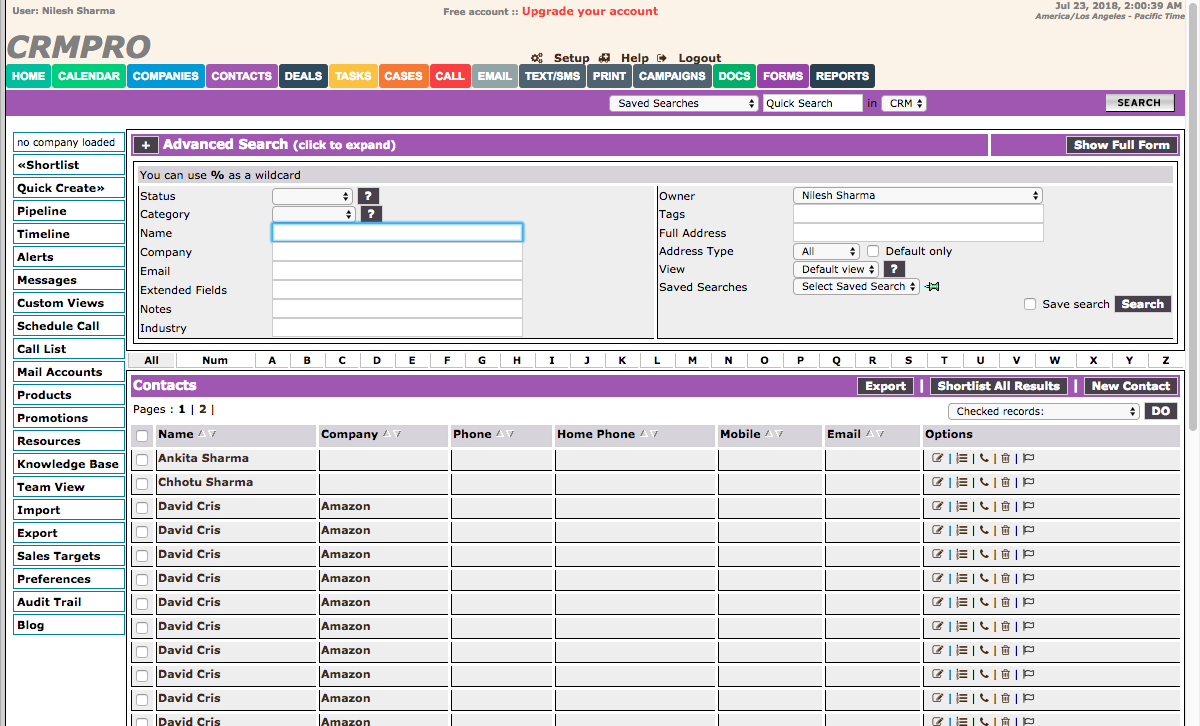 User: Nilesh Sharma
Free account :: Upgrade your account
Jul 23, 2018, 2:00:39 AM
America/Los Angeles - Pacific Time
CRMPRO
Setup Help Logout
HOME CALENDAR COMPANIES CONTACTS DEALS TASKS CASES CALL EMAIL TEXT/SMS PRINT CAMPAIGNS DOCS FORMS REPORTS
Saved Searches Quick Search in CRM SEARCH
no company loaded
«Shortlist
Quick Create»
Pipeline
Timeline
Alerts
Messages
Custom Views
Schedule Call
Call List
Mail Accounts
Products
Promotions
Resources
Knowledge Base
Team View
Import
Export
Sales Targets
Preferences
Audit Trail
Blog
+ Advanced Search (click to expand) Show Full Form
You can use % as a wildcard
Status ?
Category ?
Name
Company
Email
Extended Fields
Notes
Industry
Owner Nilesh Sharma
Tags
Full Address
Address Type All Default only
View Default view ?
Saved Searches Select Saved Search
Save search Search
All Num A B C D E F G H I J K L M N O P Q R S T U V W X Y Z
Contacts Export | Shortlist All Results | New Contact
Pages : 1 | 2 |
Checked records: DO
Name Company Phone Home Phone Mobile Email Options
Ankita Sharma | | | |
Chhotu Sharma | | | |
David Cris Amazon | | | |
David Cris Amazon | | | |
David Cris Amazon | | | |
David Cris Amazon | | | |
David Cris Amazon | | | |
David Cris Amazon | | | |
David Cris Amazon | | | |
David Cris Amazon | | | |
David Cris Amazon | | | |
David Cris Amazon | | | |